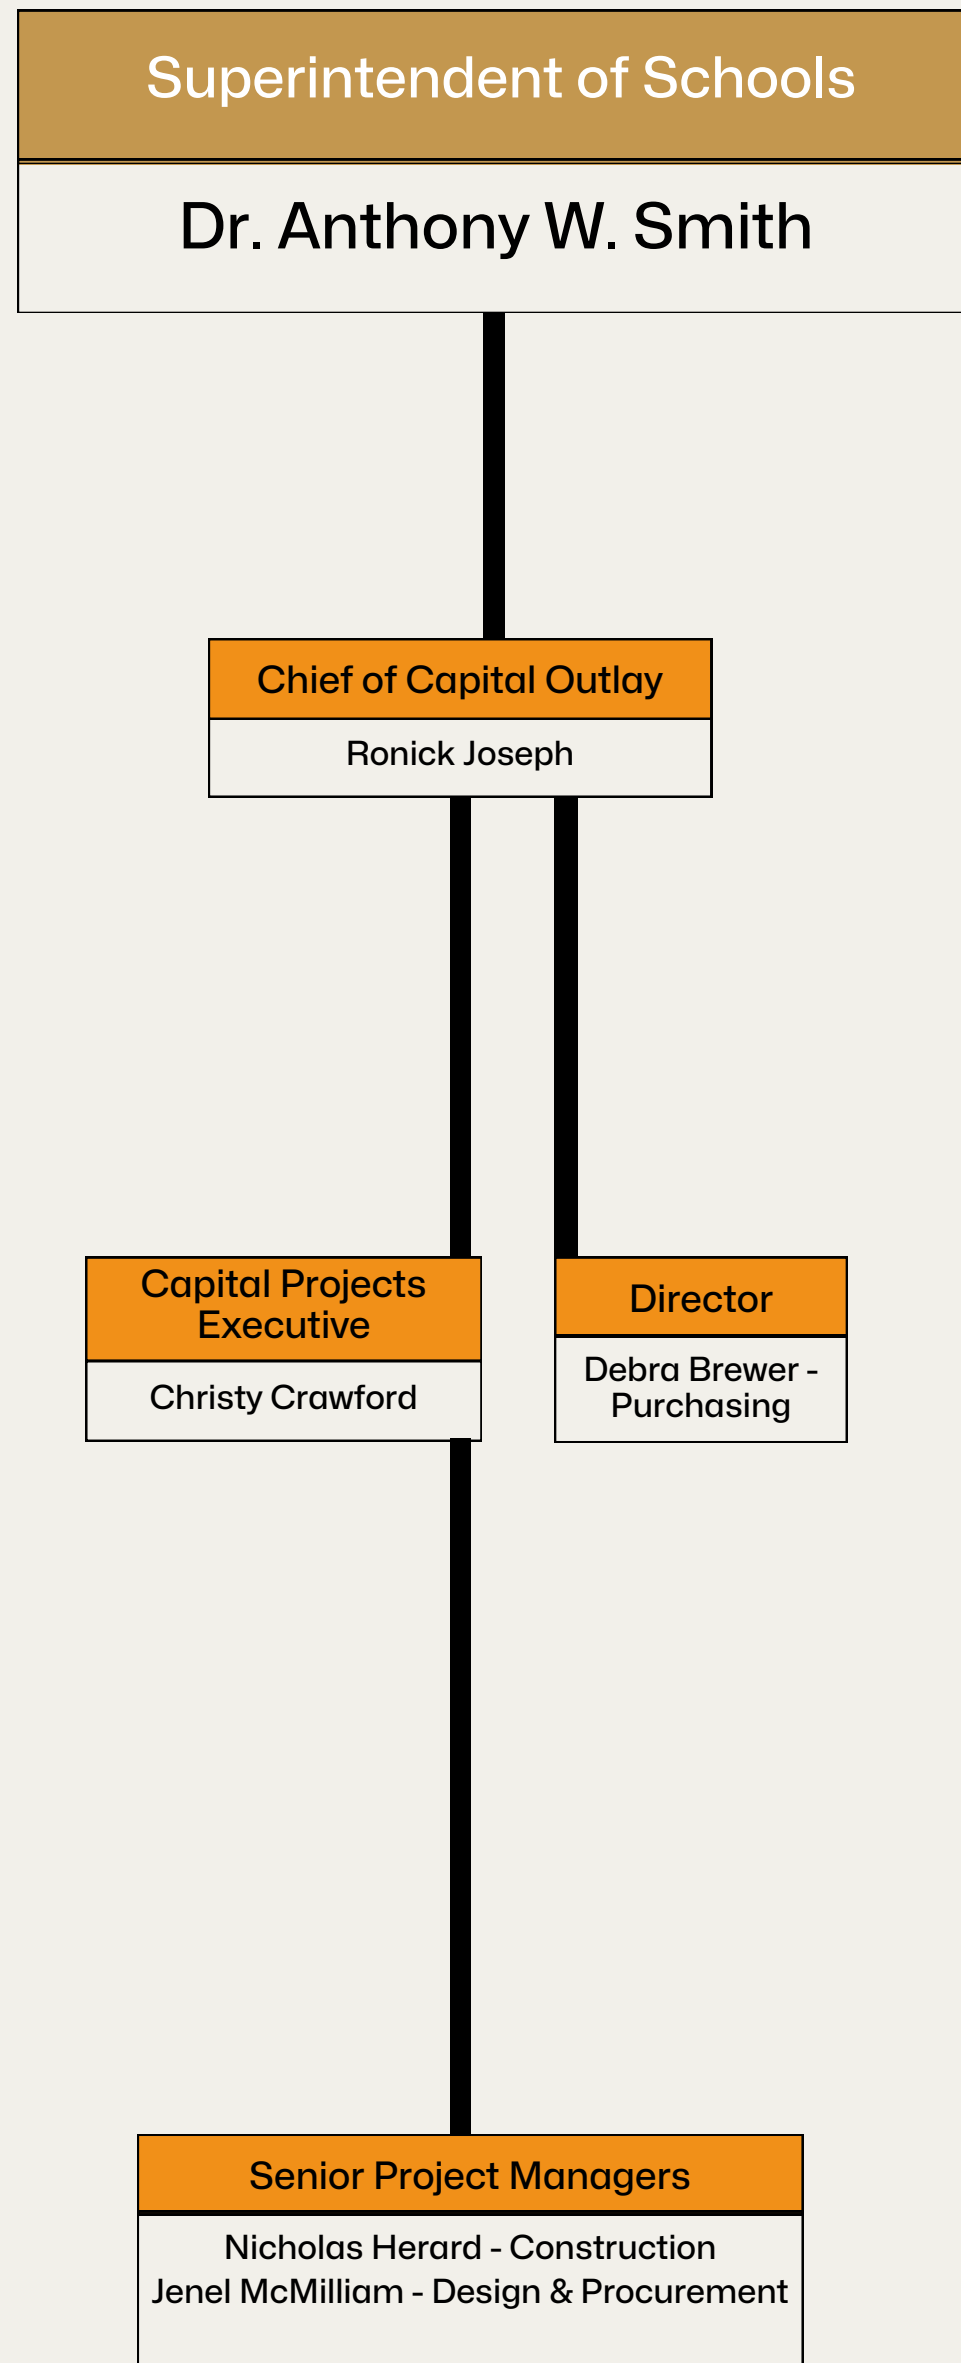 Superintendent of Schools
Dr. Anthony W. Smith
Chief of Capital Outlay
Ronick Joseph
Capital Projects
Executive
Christy Crawford
Director
Debra Brewer -
Purchasing
Senior Project Managers
Nicholas Herard - Construction
Jenel McMilliam - Design & Procurement